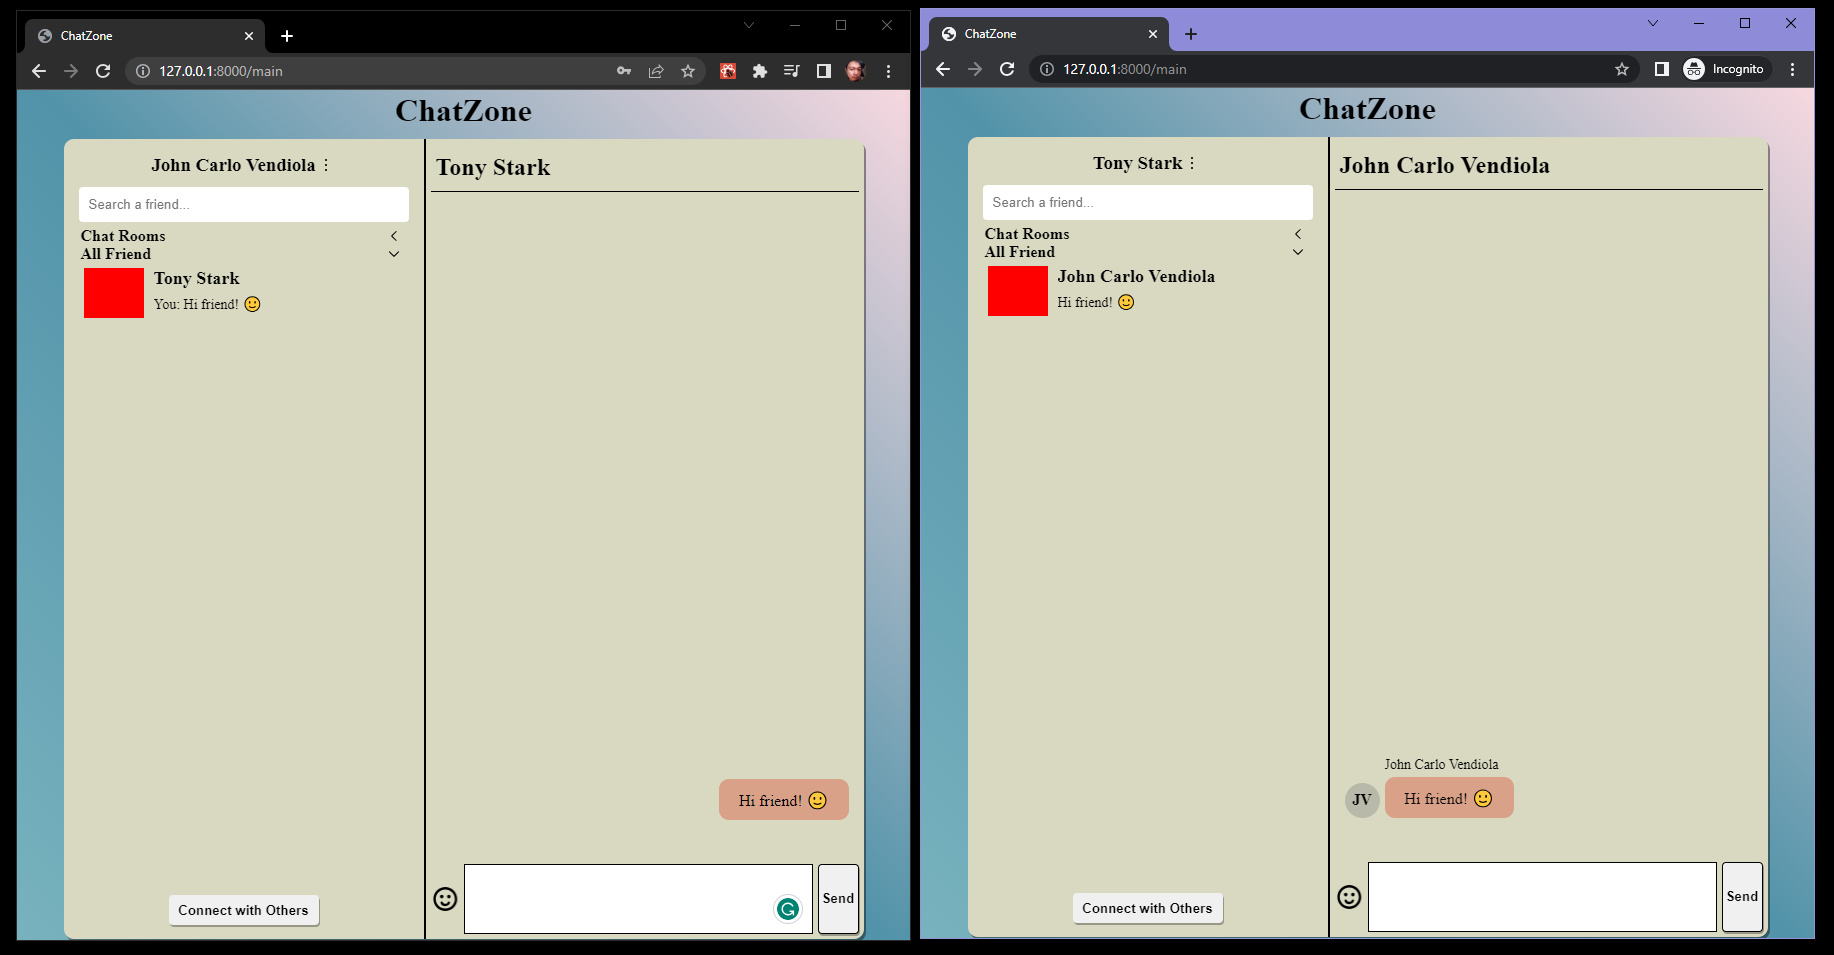 ChatZone
127.0.0.1:8000/main
ChatZone
John Carlo Vendiola
Search a friend...
Chat Rooms
All Friend
Tony Stark
You: Hi friend! 🙂
Connect with Others
Tony Stark
Hi friend! 🙂
Send
ChatZone
127.0.0.1:8000/main
Incognito
ChatZone
Tony Stark
Search a friend...
Chat Rooms
All Friend
John Carlo Vendiola
Hi friend! 🙂
Connect with Others
John Carlo Vendiola
John Carlo Vendiola
JV
Hi friend! 🙂
Send